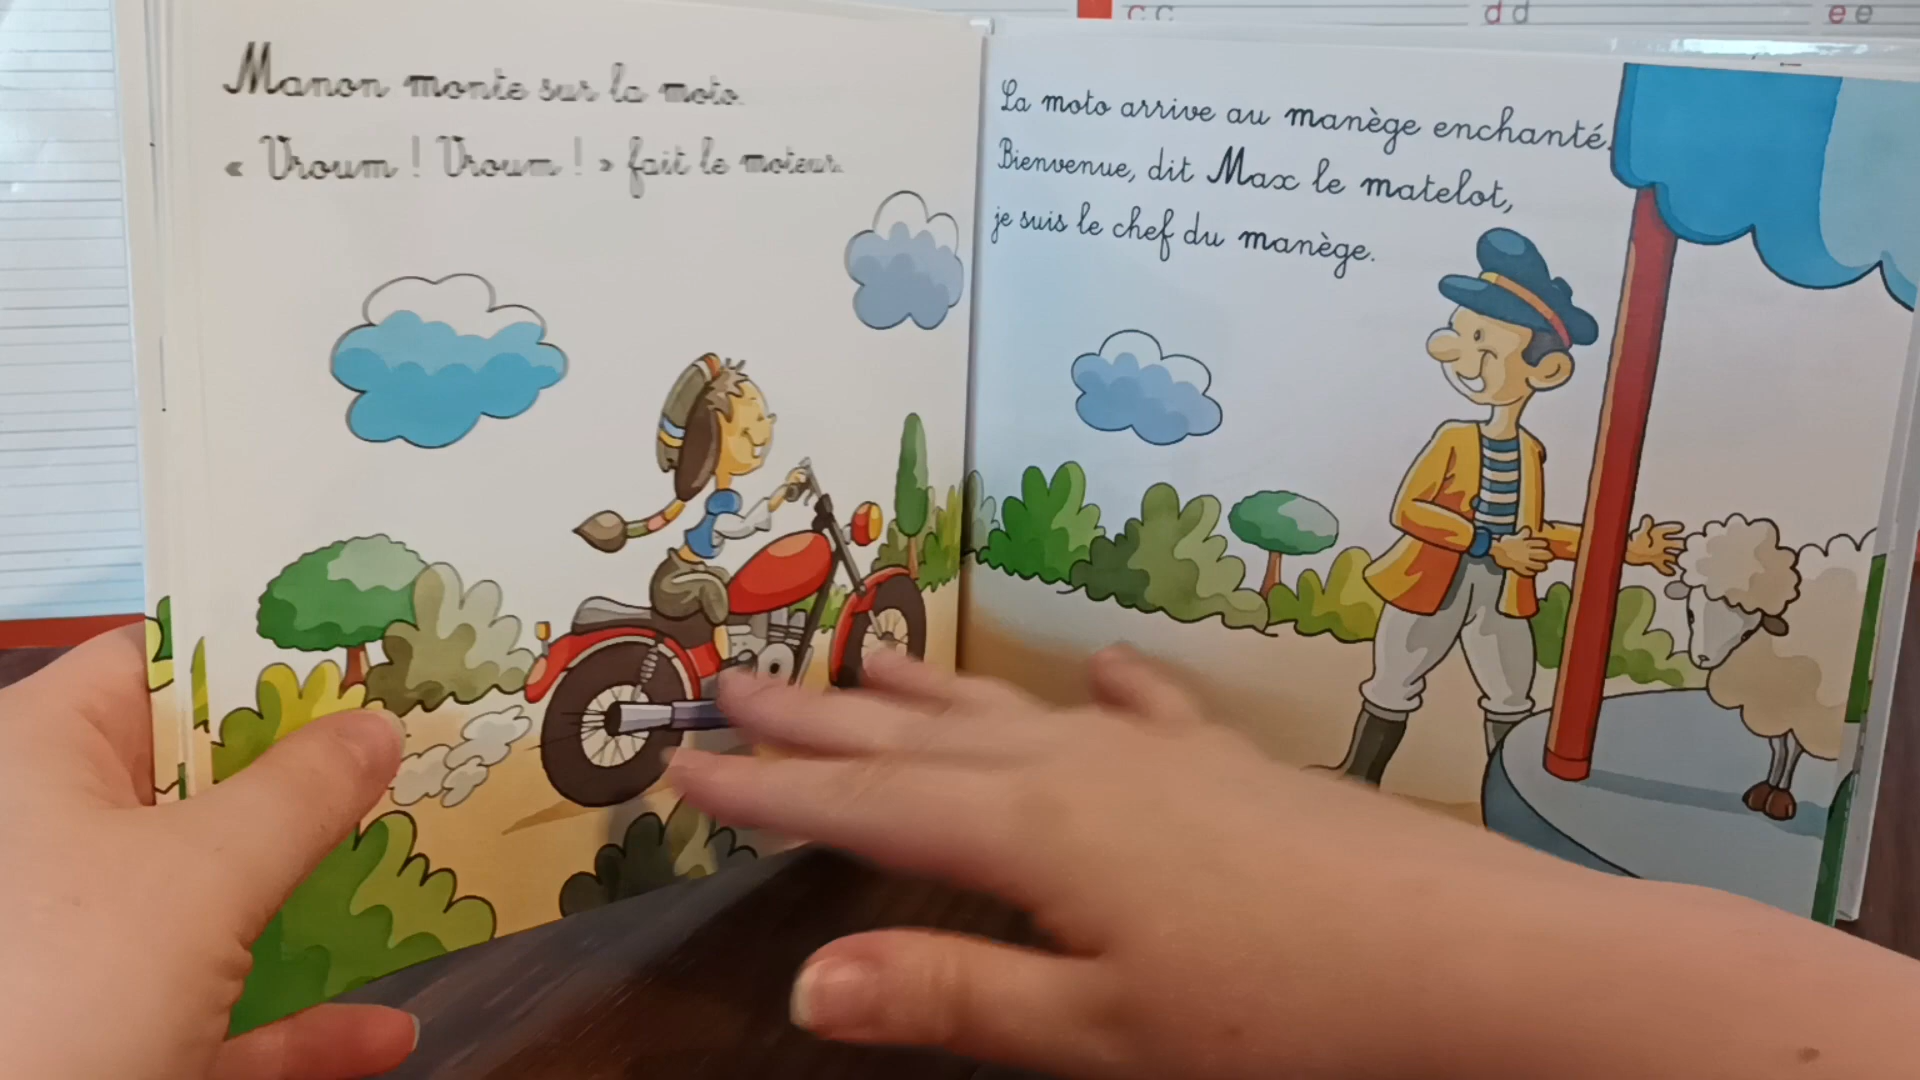 c c
d d
e e
Manon monte sur la moto.
« Vroum ! Vroum ! » fait le moteur.
La moto arrive au manège enchanté.
Bienvenue, dit Max le matelot,
je suis le chef du manège.